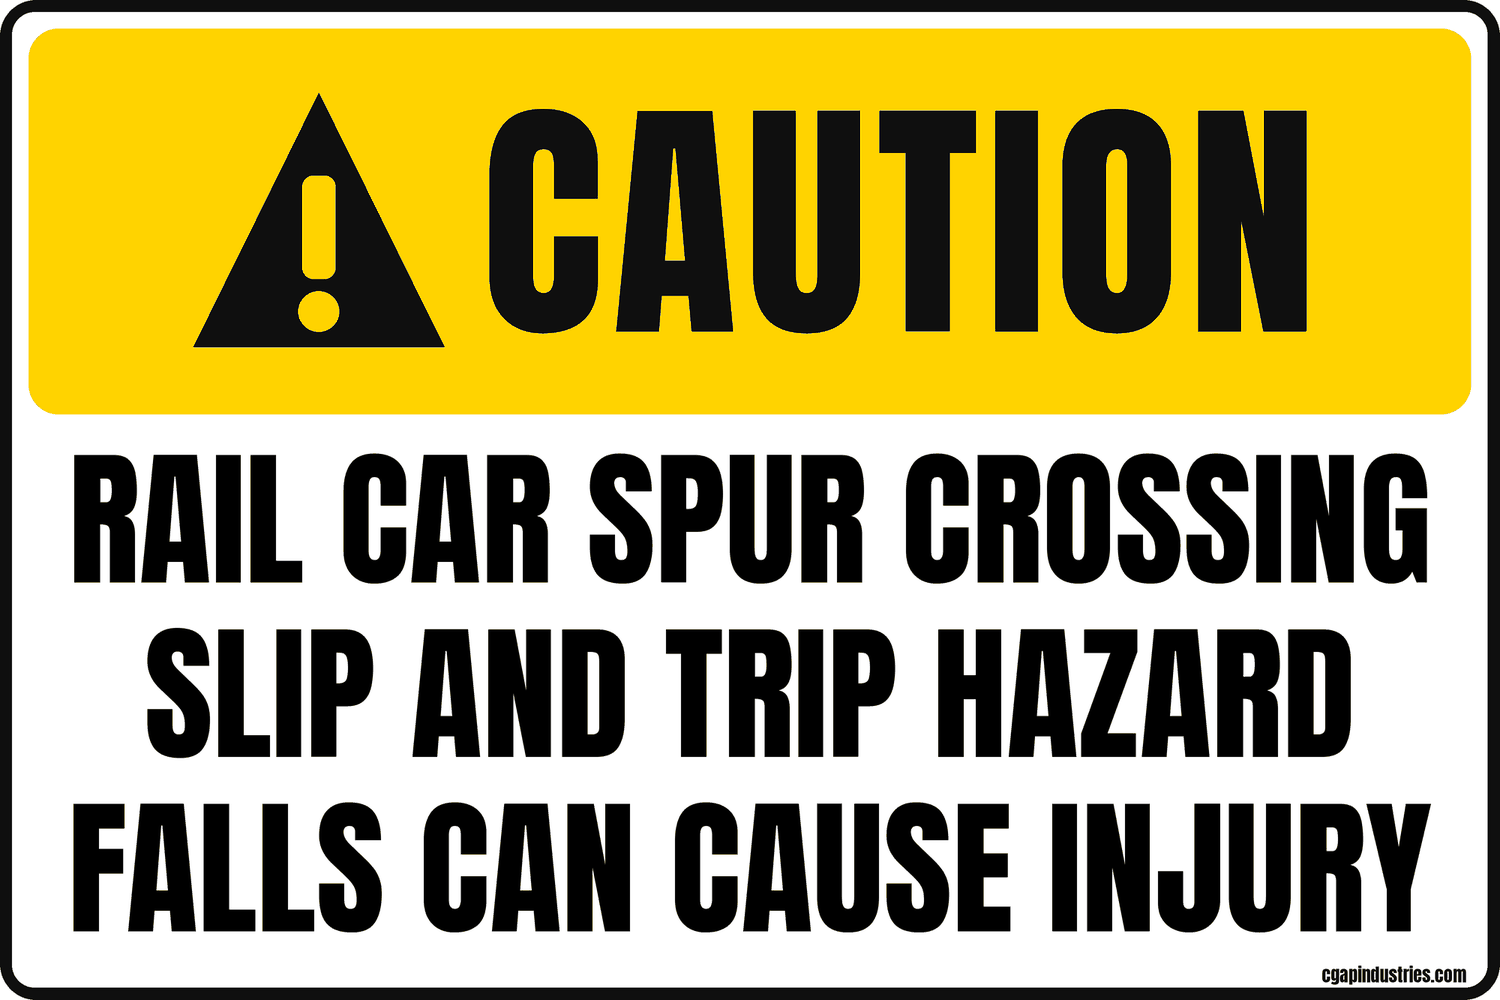 CAUTION
RAIL CAR SPUR CROSSING
SLIP AND TRIP HAZARD
FALLS CAN CAUSE INJURY
cgapindustries.com